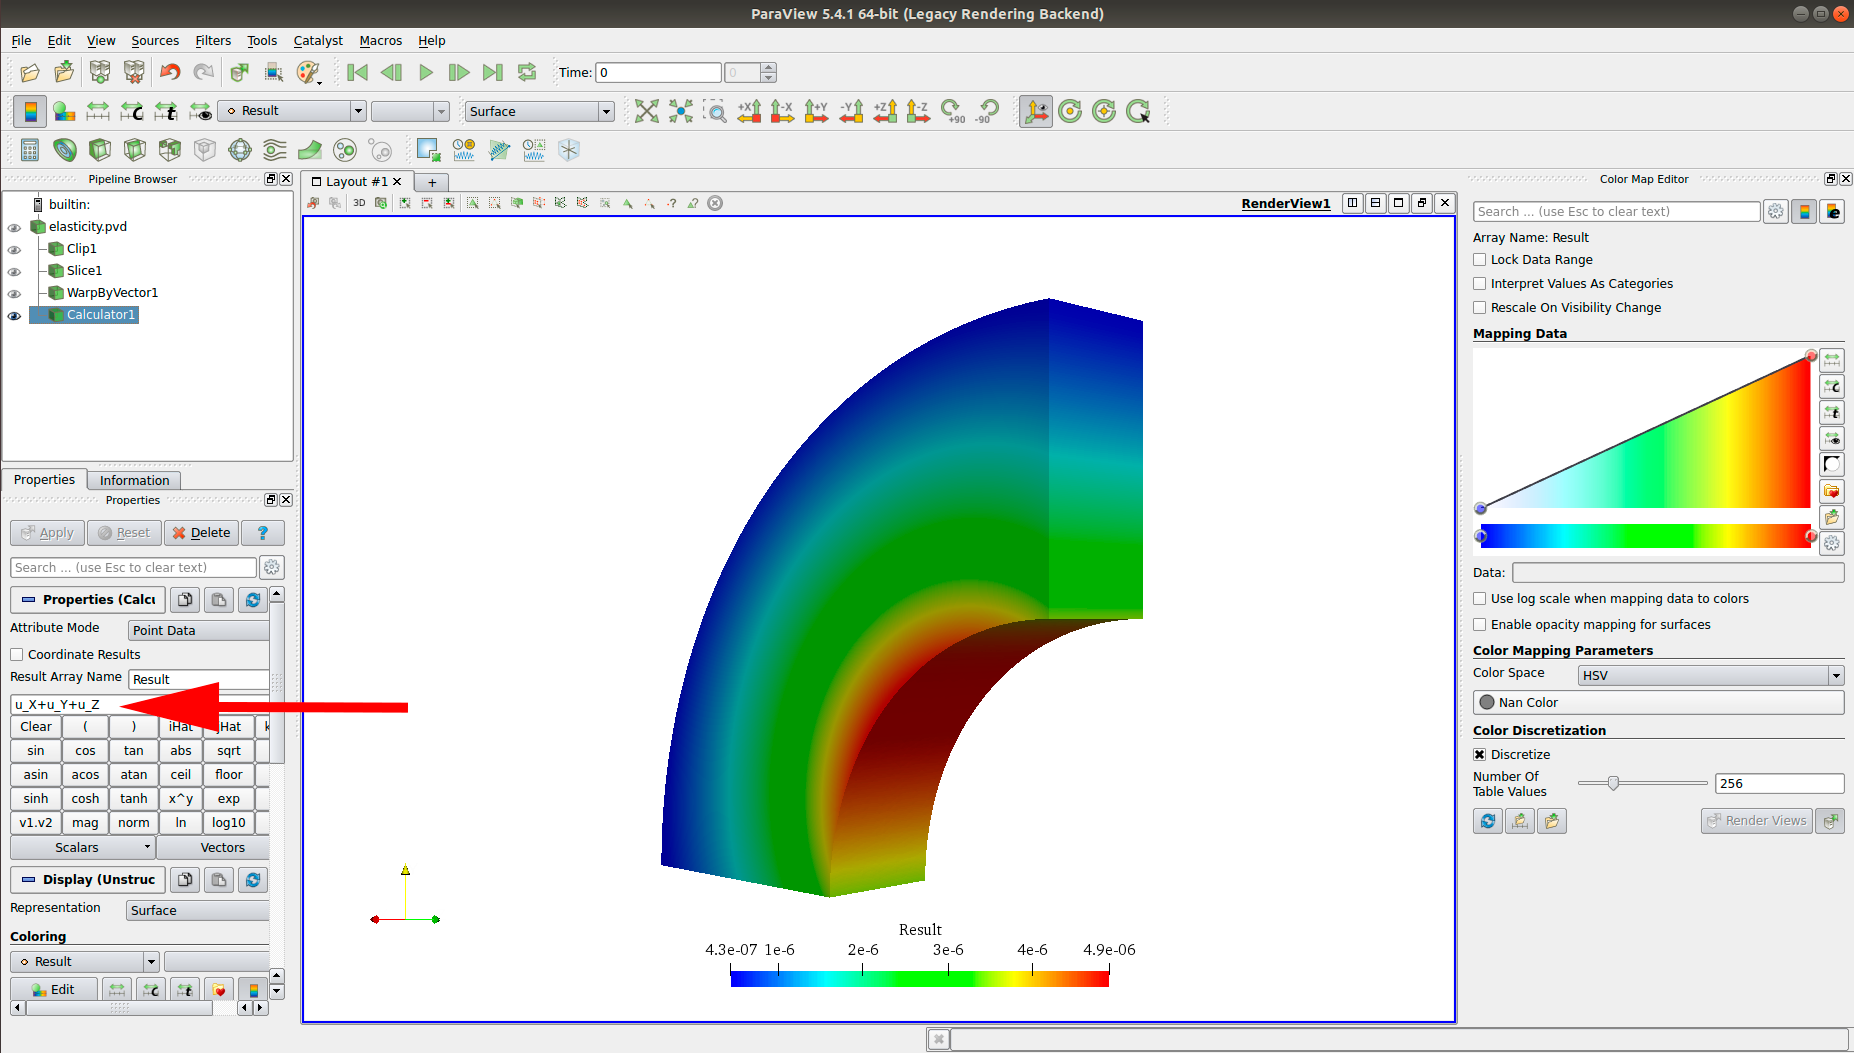 ParaView 5.4.1 64-bit (Legacy Rendering Backend)
File Edit View Sources Filters Tools Catalyst Macros Help
Time: 0 0
Result Surface +X -X +Y -Y +Z -Z +90 -90
Pipeline Browser
builtin:
elasticity.pvd
Clip1
Slice1
WarpByVector1
Calculator1
Properties Information
Properties
Apply Reset Delete ?
Search ... (use Esc to clear text)
Properties (Calcu
Attribute Mode Point Data
Coordinate Results
Result Array Name Result
u_X+u_Y+u_Z
Clear ( ) iHat jHat k
sin cos tan abs sqrt
asin acos atan ceil floor
sinh cosh tanh x^y exp
v1.v2 mag norm ln log10
Scalars Vectors
Display (Unstruc
Representation Surface
Coloring
Result
Edit
Layout #1 +
3D RenderView1
Result
4.3e-07 1e-6 2e-6 3e-6 4e-6 4.9e-06
Color Map Editor
Search ... (use Esc to clear text)
Array Name: Result
Lock Data Range
Interpret Values As Categories
Rescale On Visibility Change
Mapping Data
Data:
Use log scale when mapping data to colors
Enable opacity mapping for surfaces
Color Mapping Parameters
Color Space HSV
Nan Color
Color Discretization
Discretize
Number Of
Table Values 256
Render Views